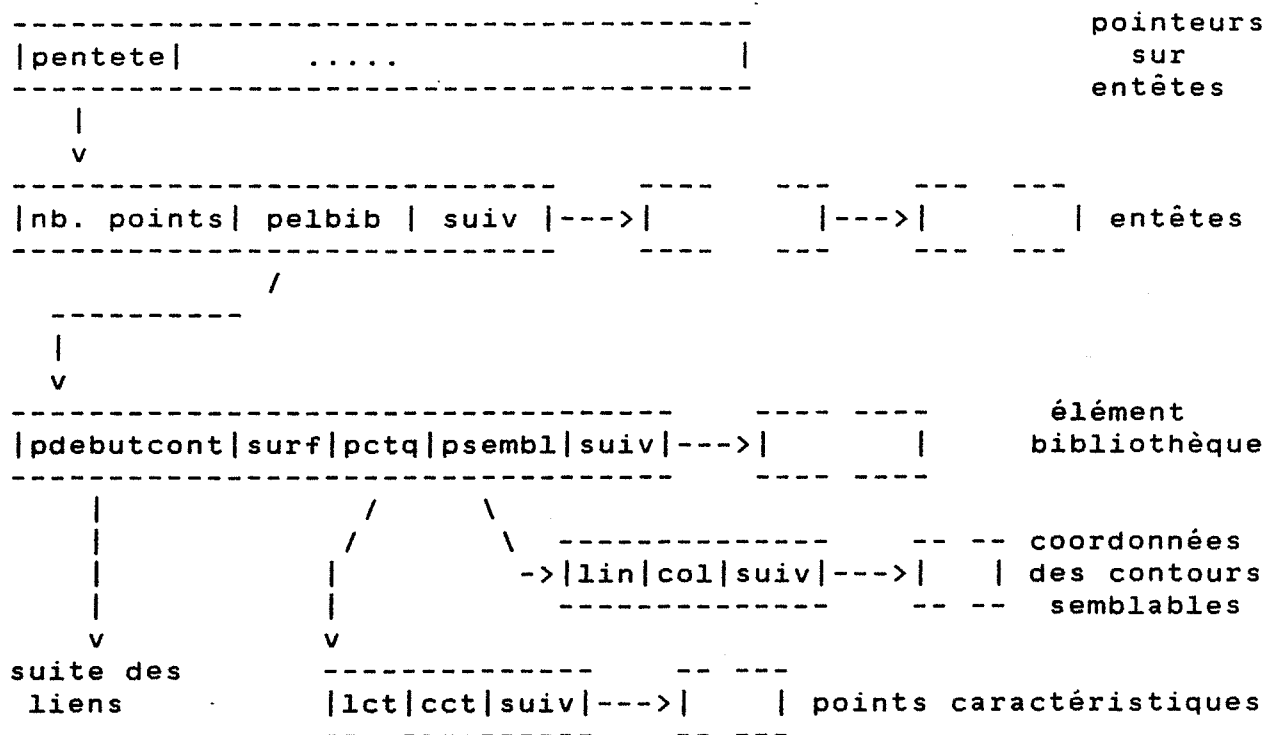 pointeurs
|pentete| ..... | sur
entêtes
|nb. points| pelbib | suiv |--->| |--->| | entêtes
élément
|pdebutcont|surf|pctq|psembl|suiv|--->| | bibliothèque
coordonnées
->|lin|col|suiv|--->| | des contours
semblables
suite des
liens |lct|cct|suiv|--->| | points caractéristiques